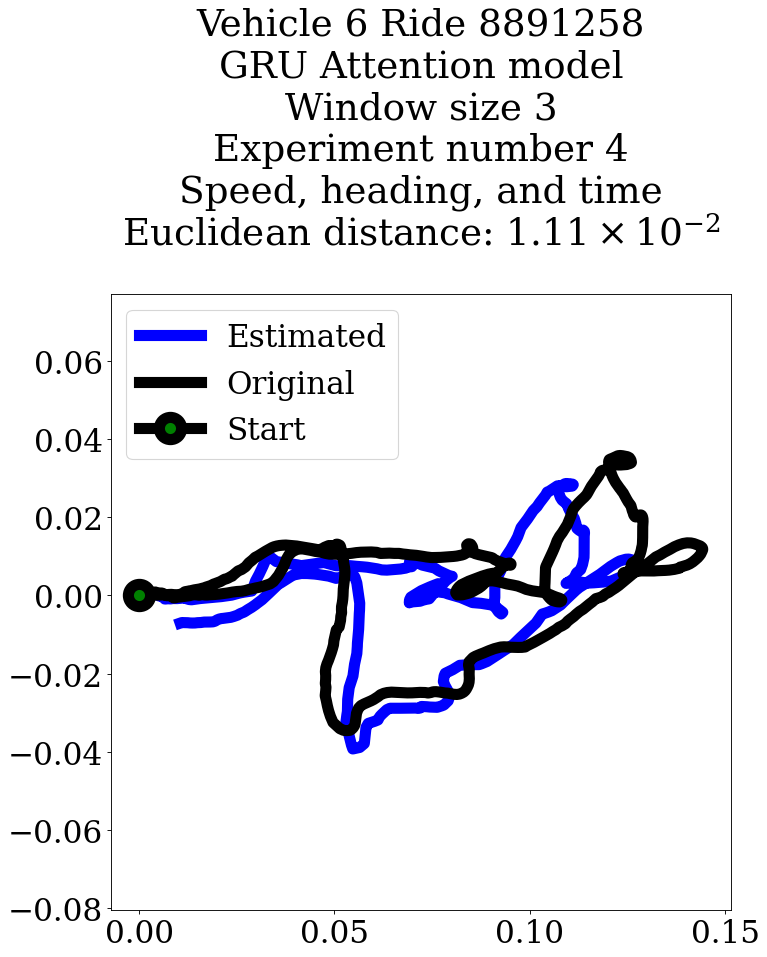 Vehicle 6 Ride 8891258
GRU Attention model
Window size 3
Experiment number 4
Speed, heading, and time
Euclidean distance: 1.11 × 10⁻²
Estimated
Original
Start
0.06
0.04
0.02
0.00
−0.02
−0.04
−0.06
−0.08
0.00 0.05 0.10 0.15